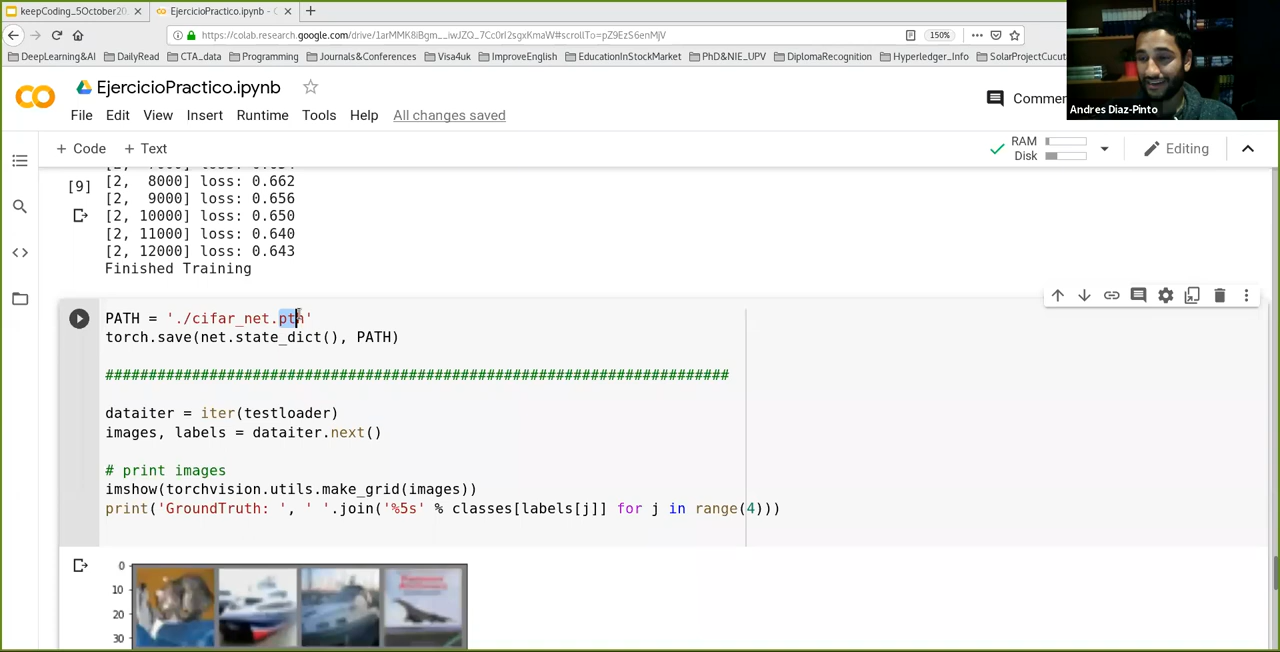 keepCoding_5October20
EjercicioPractico.ipynb - C
https://colab.research.google.com/drive/1arMMK8lBgm__iwJZQ_7Cc0rl2sgxKmaW#scrollTo=pZ9EzS6enMjV
150%
DeepLearning&AI
DailyRead
CTA_data
Programming
Journals&Conferences
Visa4uk
ImproveEnglish
EducationInStockMarket
PhD&NIE_UPV
DiplomaRecognition
Hyperledger_Info
SolarProjectCucut
Andres Diaz-Pinto
EjercicioPractico.ipynb
Commen
File Edit View Insert Runtime Tools Help All changes saved
+ Code + Text
RAM
Disk
Editing
[9]
[2, 8000] loss: 0.662
[2, 9000] loss: 0.656
[2, 10000] loss: 0.650
[2, 11000] loss: 0.640
[2, 12000] loss: 0.643
Finished Training
PATH = './cifar_net.pth'
torch.save(net.state_dict(), PATH)
########################################################################
dataiter = iter(testloader)
images, labels = dataiter.next()
# print images
imshow(torchvision.utils.make_grid(images))
print('GroundTruth: ', ' '.join('%5s' % classes[labels[j]] for j in range(4)))
0
10
20
30